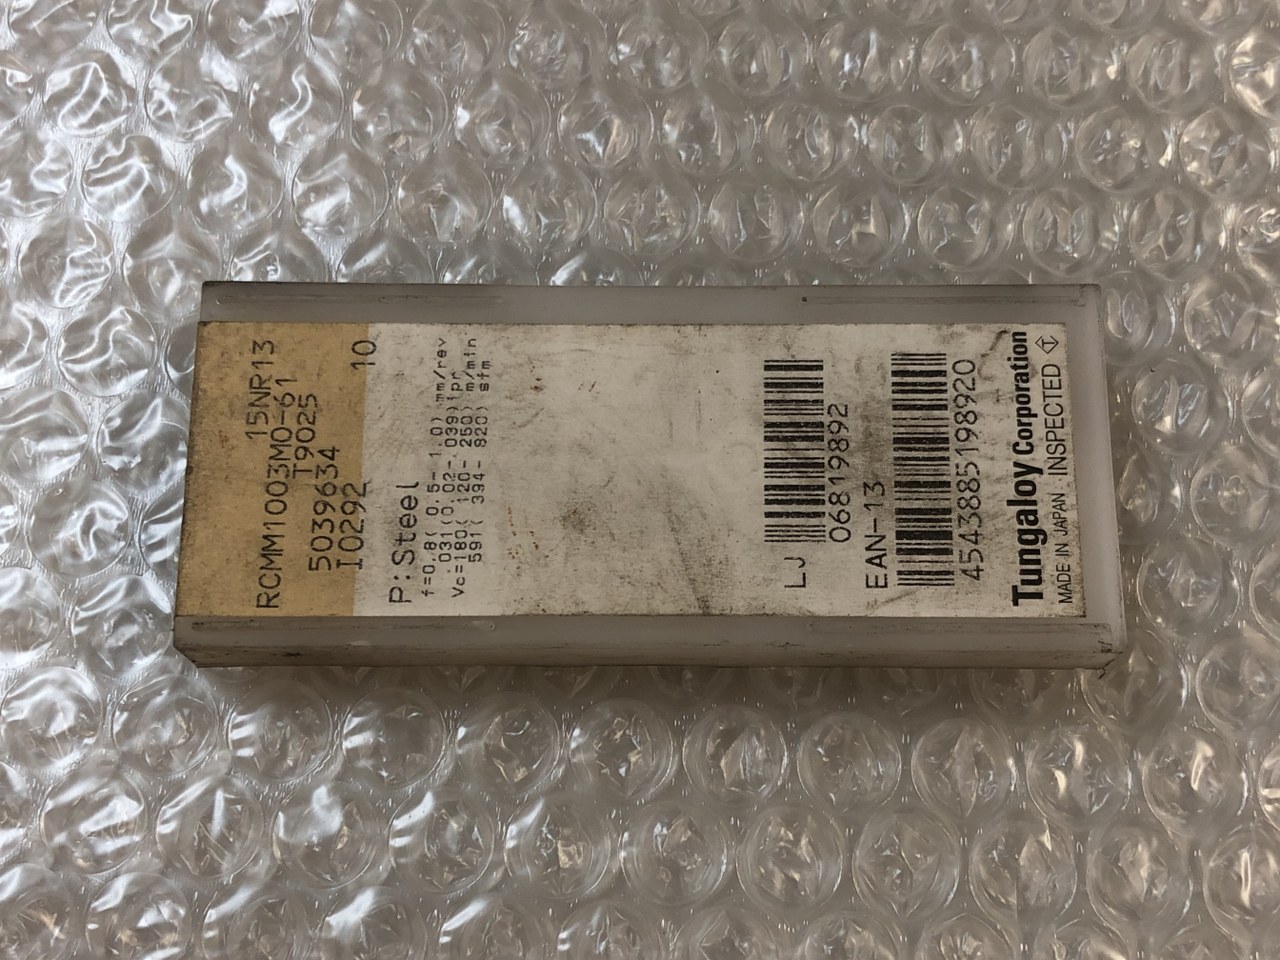 15NR13
RCMM1003M0-61
T9025
5039634
I0292 10
P:Steel
f=0.8( 0.5- 1.0) mm/rev
.031(0.02-.039)ipr
Vc=180( 120- 250) m/min
591( 394- 820) sfm
LJ
06819892
EAN-13
4543885198920
Tungaloy Corporation
MADE IN JAPAN · INSPECTED